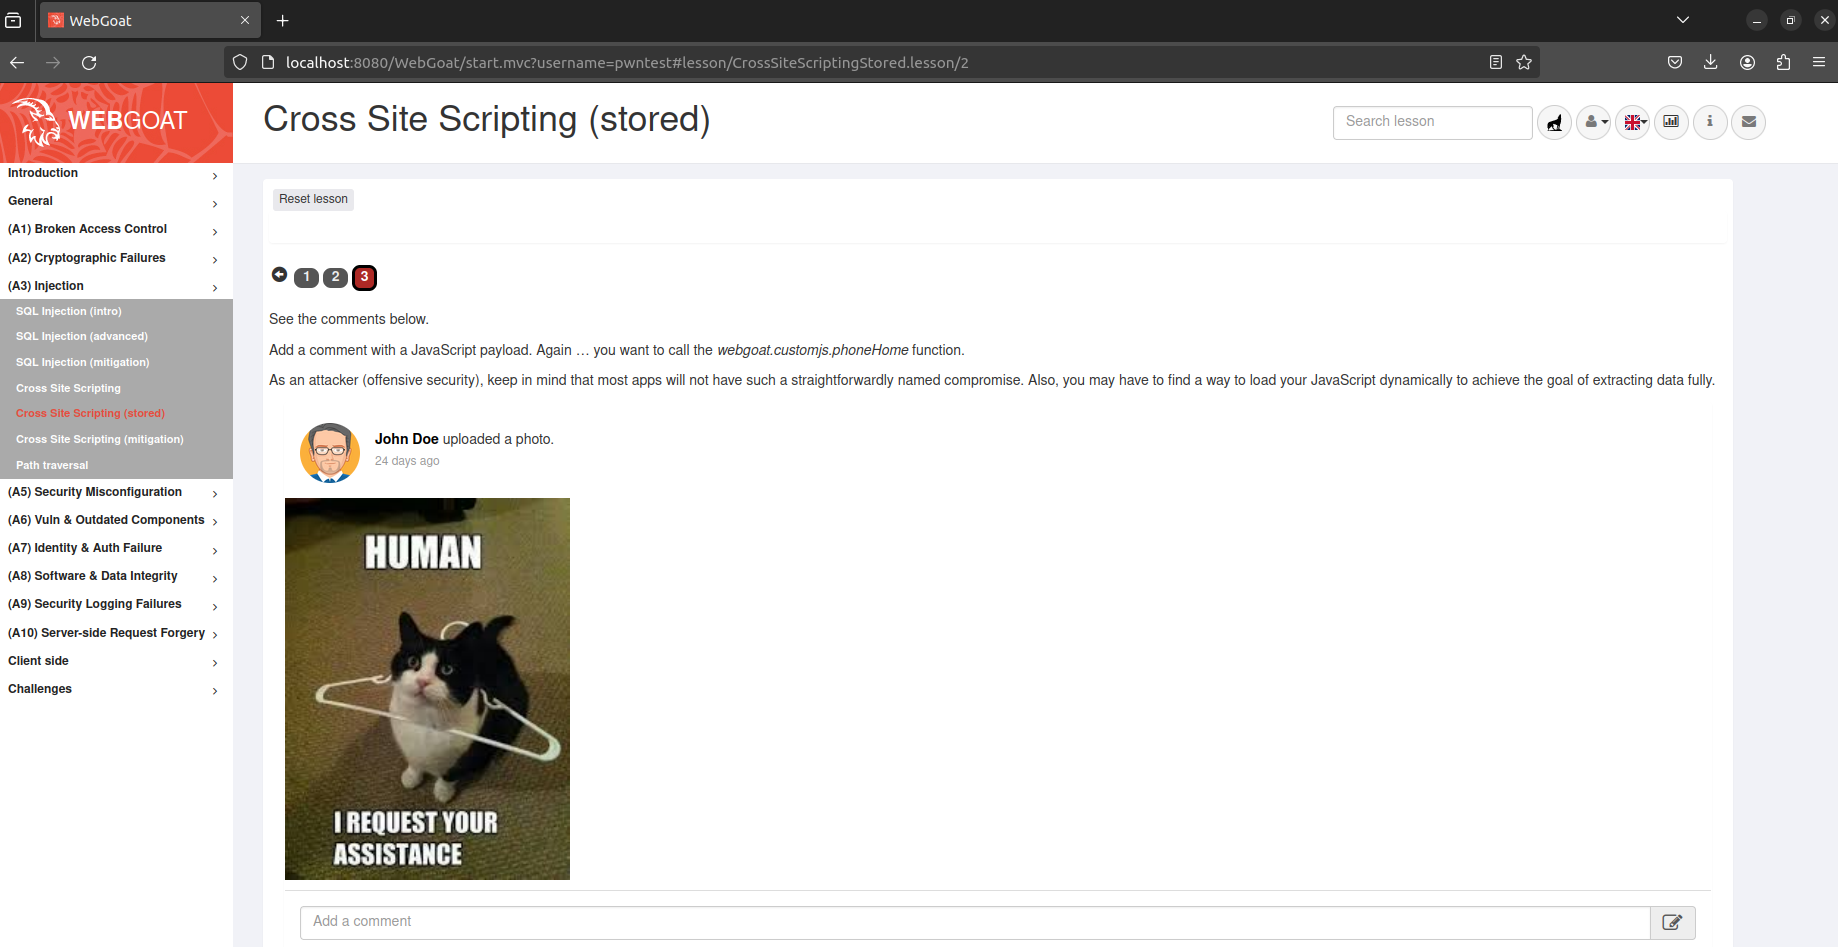 WebGoat
localhost:8080/WebGoat/start.mvc?username=pwntest#lesson/CrossSiteScriptingStored.lesson/2
WEBGOAT
Cross Site Scripting (stored)
Search lesson
Introduction
General
(A1) Broken Access Control
(A2) Cryptographic Failures
(A3) Injection
SQL Injection (intro)
SQL Injection (advanced)
SQL Injection (mitigation)
Cross Site Scripting
Cross Site Scripting (stored)
Cross Site Scripting (mitigation)
Path traversal
(A5) Security Misconfiguration
(A6) Vuln & Outdated Components
(A7) Identity & Auth Failure
(A8) Software & Data Integrity
(A9) Security Logging Failures
(A10) Server-side Request Forgery
Client side
Challenges
Reset lesson
1 2 3
See the comments below.
Add a comment with a JavaScript payload. Again … you want to call the webgoat.customjs.phoneHome function.
As an attacker (offensive security), keep in mind that most apps will not have such a straightforwardly named compromise. Also, you may have to find a way to load your JavaScript dynamically to achieve the goal of extracting data fully.
John Doe uploaded a photo.
24 days ago
HUMAN
I REQUEST YOUR
ASSISTANCE
Add a comment